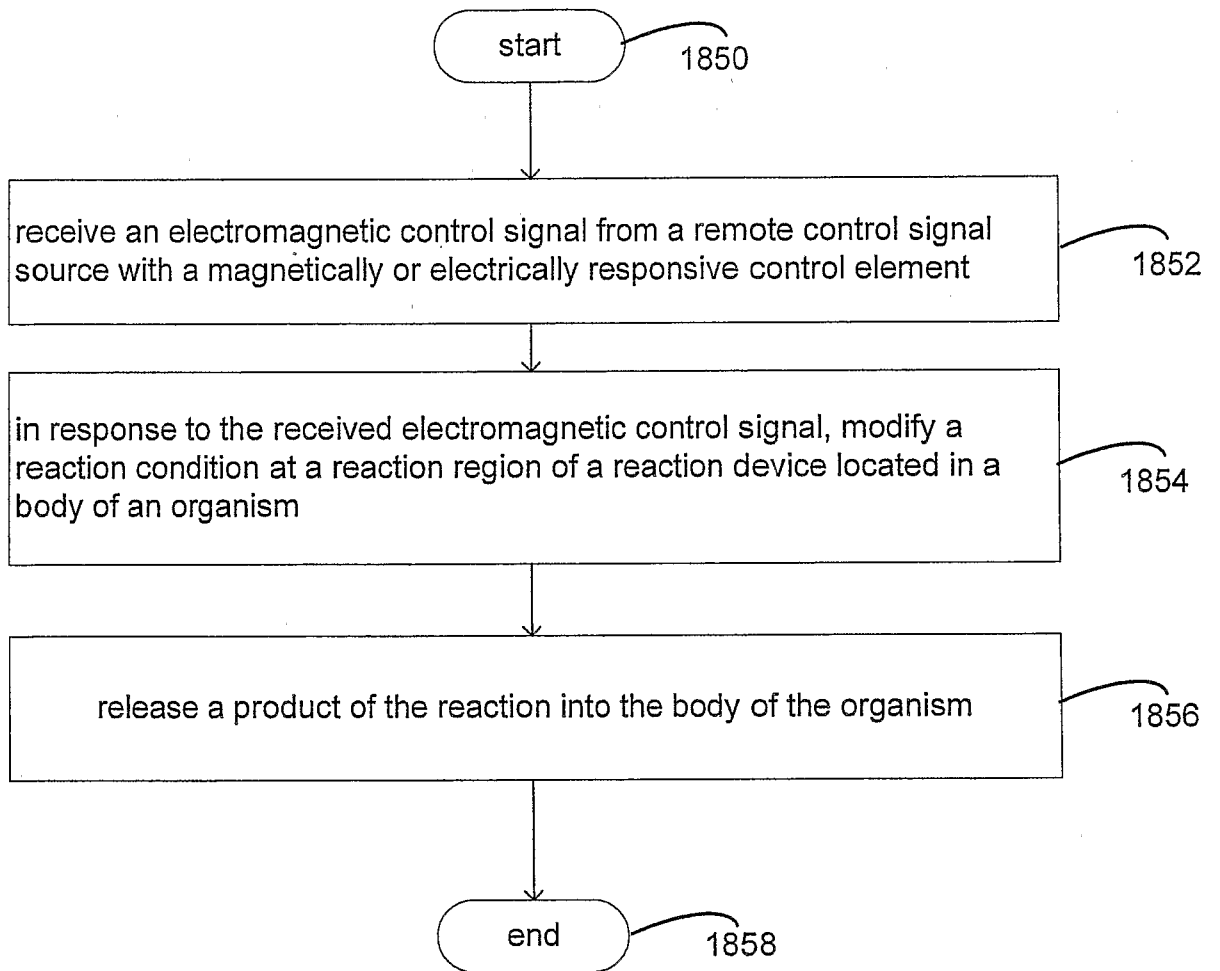 start
1850
receive an electromagnetic control signal from a remote control signal
source with a magnetically or electrically responsive control element
1852
in response to the received electromagnetic control signal, modify a
reaction condition at a reaction region of a reaction device located in a
body of an organism
1854
release a product of the reaction into the body of the organism
1856
end
1858